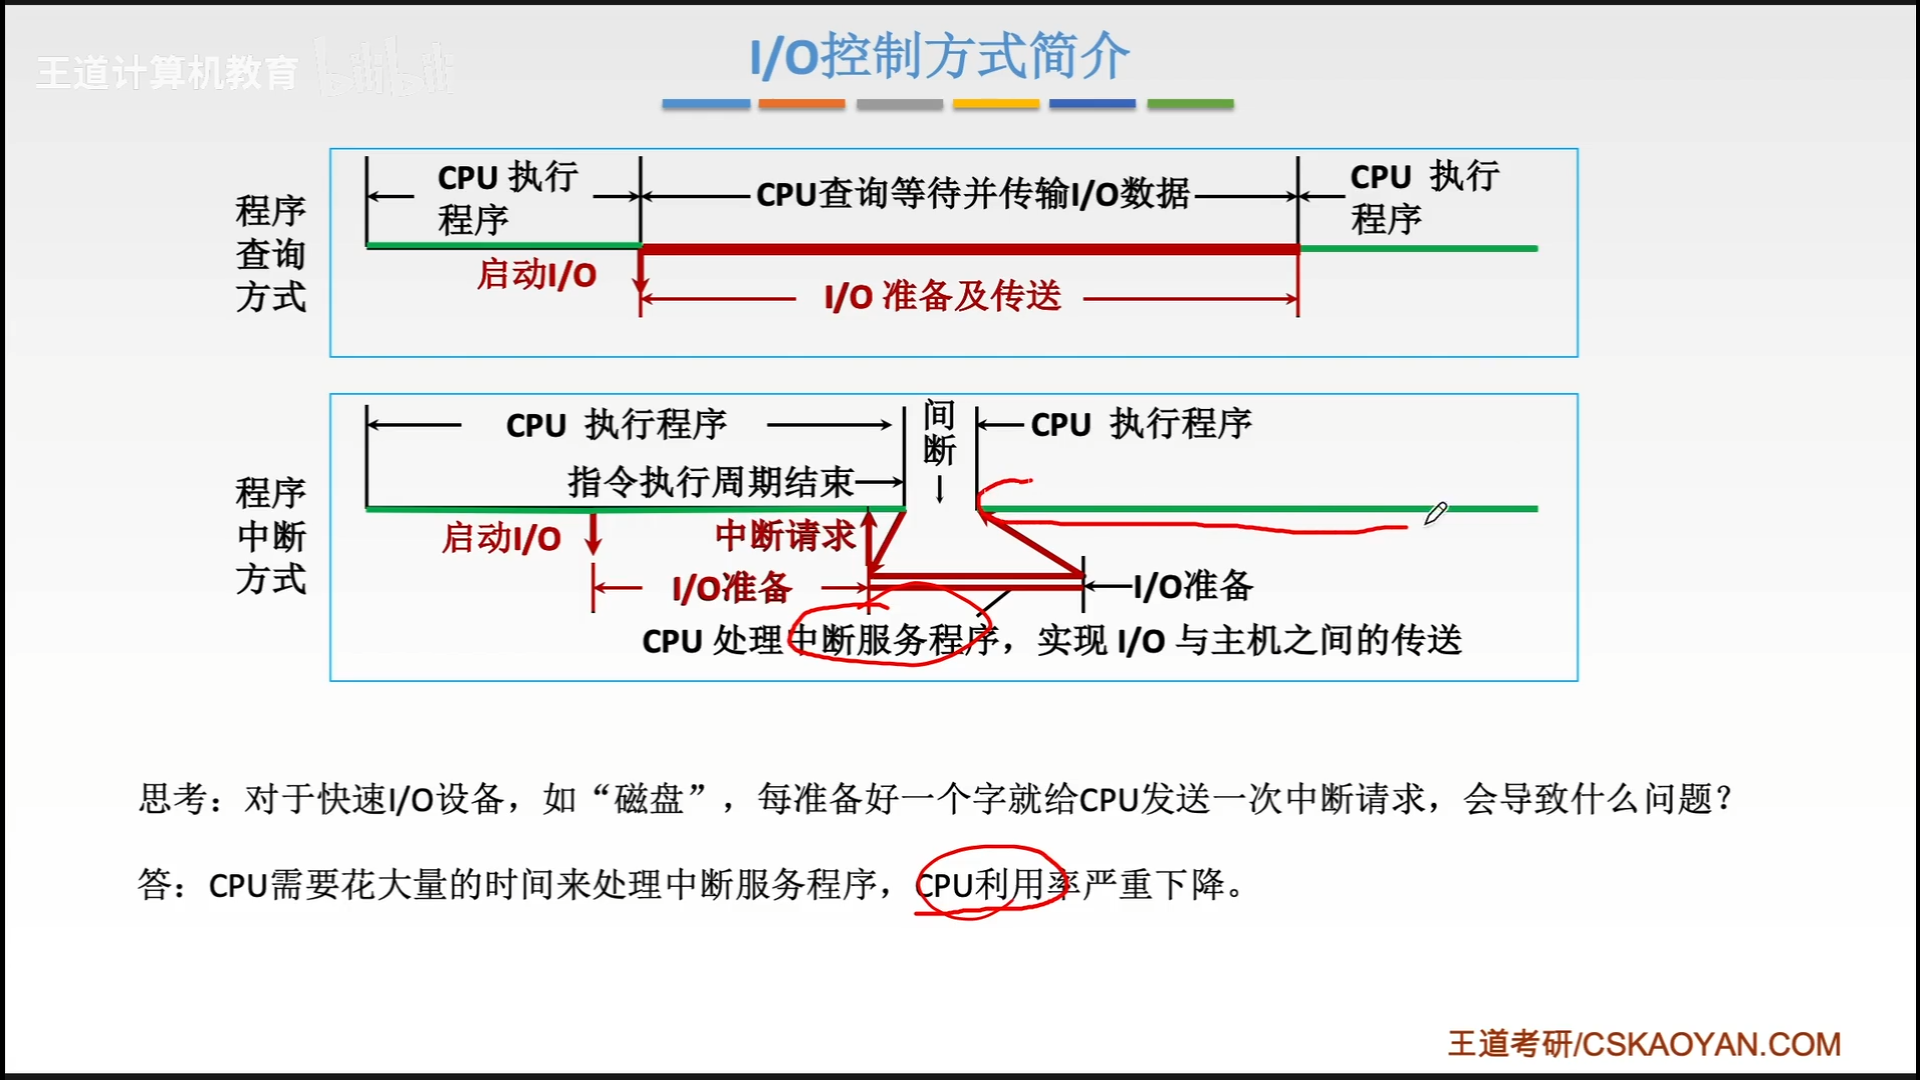 王道计算机教育 bilibili
I/O控制方式简介
程序
查询
方式
CPU 执行
程序
CPU查询等待并传输I/O数据
CPU 执行
程序
启动I/O
I/O 准备及传送
程序
中断
方式
CPU 执行程序
间
断
CPU 执行程序
指令执行周期结束
启动I/O
中断请求
I/O准备
I/O准备
CPU 处理中断服务程序，实现 I/O 与主机之间的传送
思考：对于快速I/O设备，如“磁盘”，每准备好一个字就给CPU发送一次中断请求，会导致什么问题？
答：CPU需要花大量的时间来处理中断服务程序，CPU利用率严重下降。
王道考研/CSKAOYAN.COM